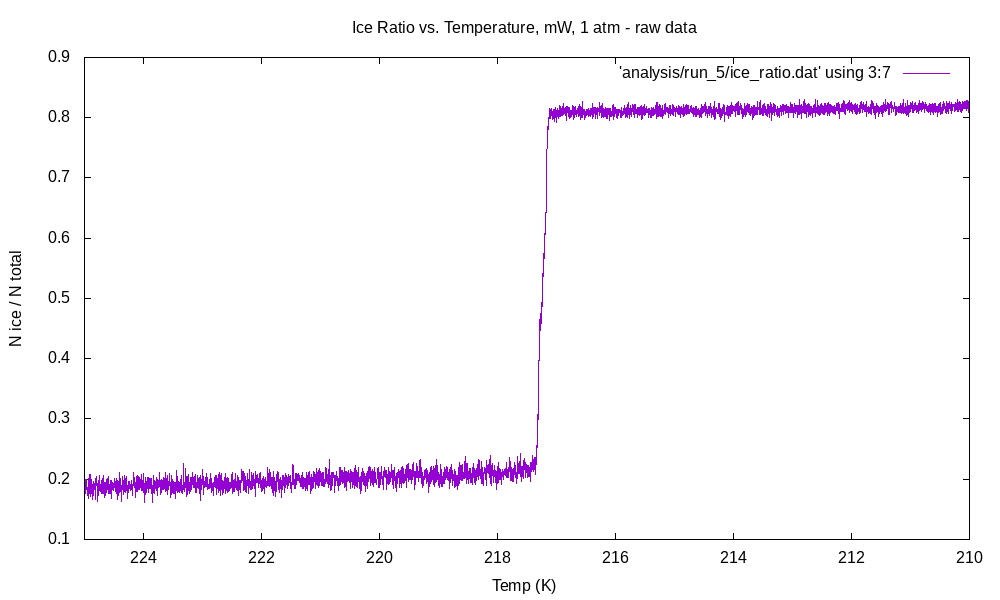 Ice Ratio vs. Temperature, mW, 1 atm - raw data
'analysis/run_5/ice_ratio.dat' using 3:7
N ice / N total
0.9
0.8
0.7
0.6
0.5
0.4
0.3
0.2
0.1
224 222 220 218 216 214 212 210
Temp (K)